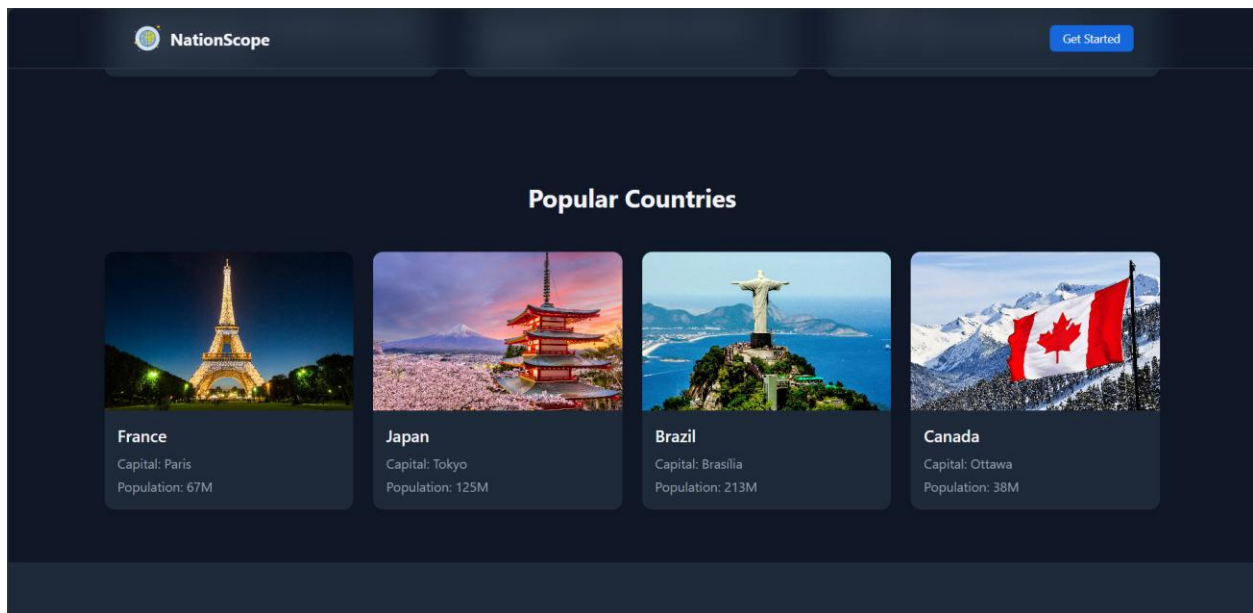 NationScope
Get Started
Popular Countries
France
Capital: Paris
Population: 67M
Japan
Capital: Tokyo
Population: 125M
Brazil
Capital: Brasília
Population: 213M
Canada
Capital: Ottawa
Population: 38M